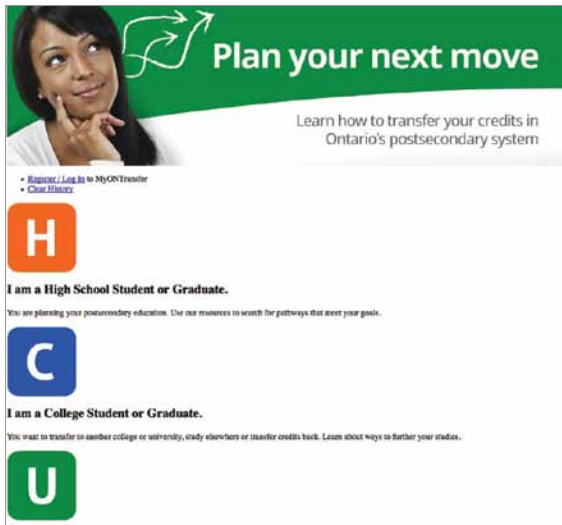 Plan your next move
Learn how to transfer your credits in
Ontario's postsecondary system
Register / Log In to MyONTransfer
Clear History
H
I am a High School Student or Graduate.
You are planning your postsecondary education. Use our resources to search for pathways that meet your goals.
C
I am a College Student or Graduate.
You want to transfer to another college or university, study elsewhere or transfer credits back. Learn about ways to further your studies.
U